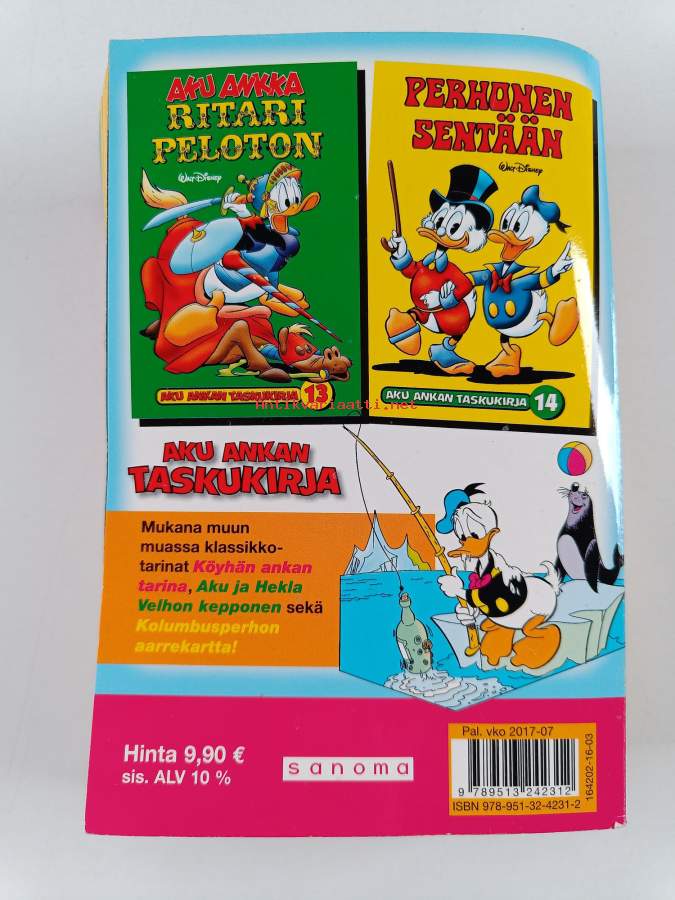 AKU ANKKA
RITARI
PELOTON
Walt Disney
AKU ANKAN TASKUKIRJA 13
PERHONEN
SENTÄÄN
Walt Disney
AKU ANKAN TASKUKIRJA 14
Antikvariaatti.net
AKU ANKAN
TASKUKIRJA
Mukana muun
muassa klassikko-
tarinat Köyhän ankan
tarina, Aku ja Hekla
Velhon kepponen sekä
Kolumbusperhon
aarrekartta!
Hinta 9,90 €
sis. ALV 10 %
sanoma
Pal. vko 2017-07
9 789513 242312
ISBN 978-951-32-4231-2
164202-16-03